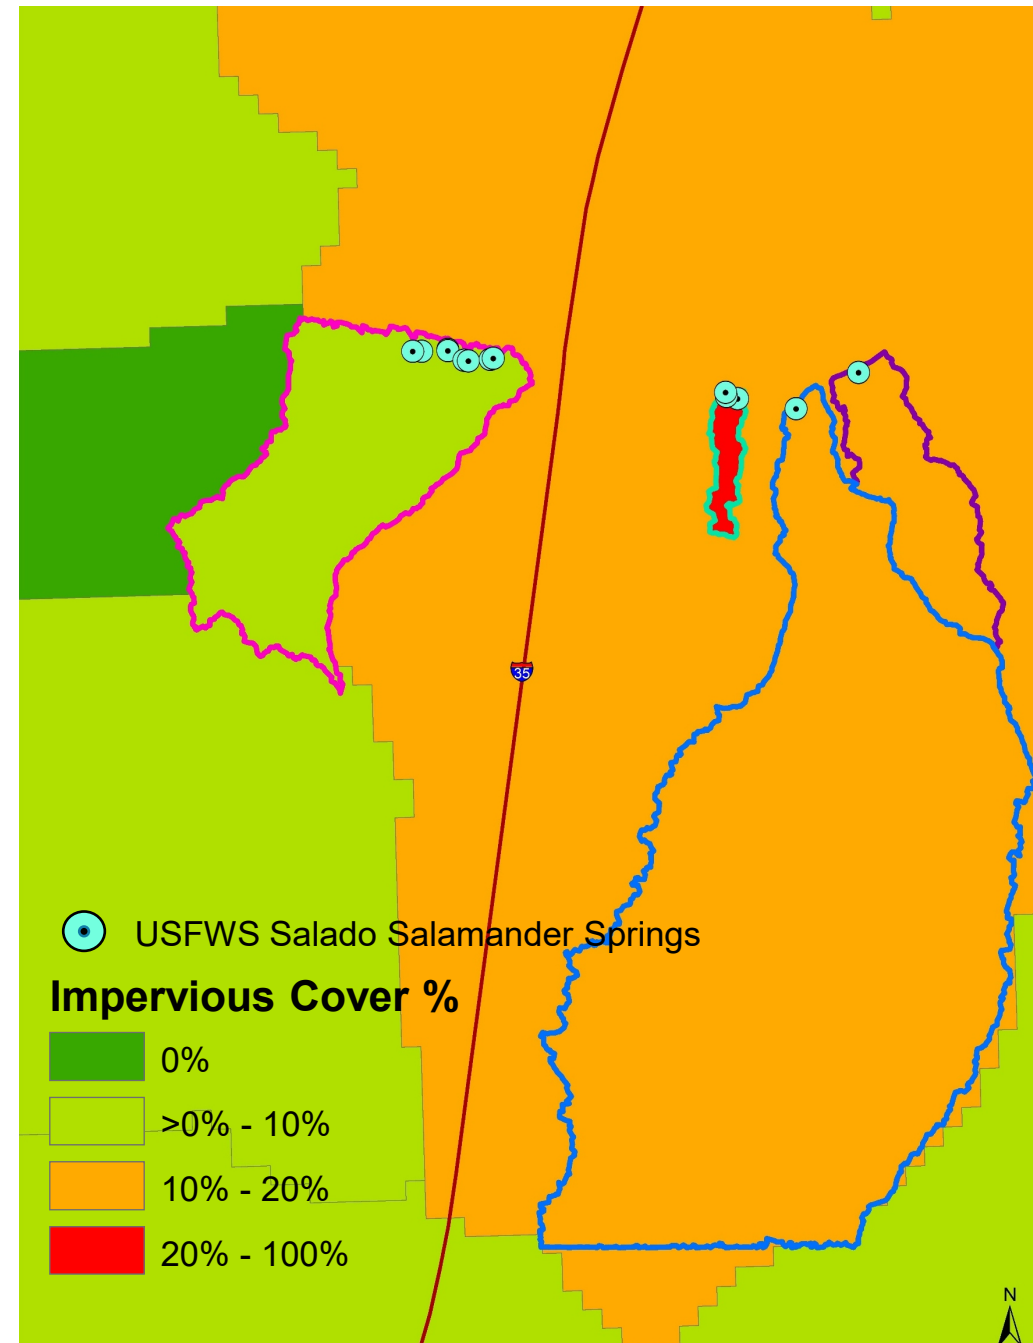 35
USFWS Salado Salamander Springs
Impervious Cover %
0%
>0% - 10%
10% - 20%
20% - 100%
N